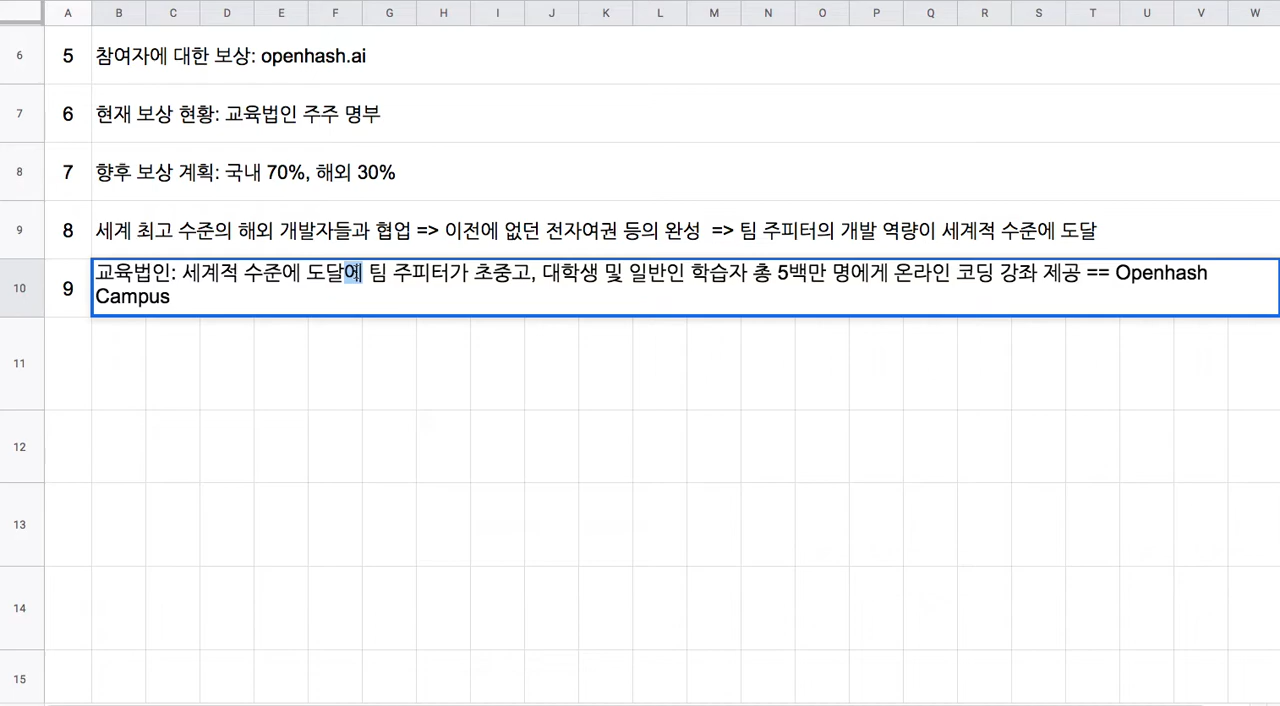 A B C D E F G H I J K L M N O P Q R S T U V W
6 5 참여자에 대한 보상: openhash.ai
7 6 현재 보상 현황: 교육법인 주주 명부
8 7 향후 보상 계획: 국내 70%, 해외 30%
9 8 세계 최고 수준의 해외 개발자들과 협업 => 이전에 없던 전자여권 등의 완성 => 팀 주피터의 개발 역량이 세계적 수준에 도달
10 9 교육법인: 세계적 수준에 도달에 팀 주피터가 초중고, 대학생 및 일반인 학습자 총 5백만 명에게 온라인 코딩 강좌 제공 == Openhash
Campus
11
12
13
14
15